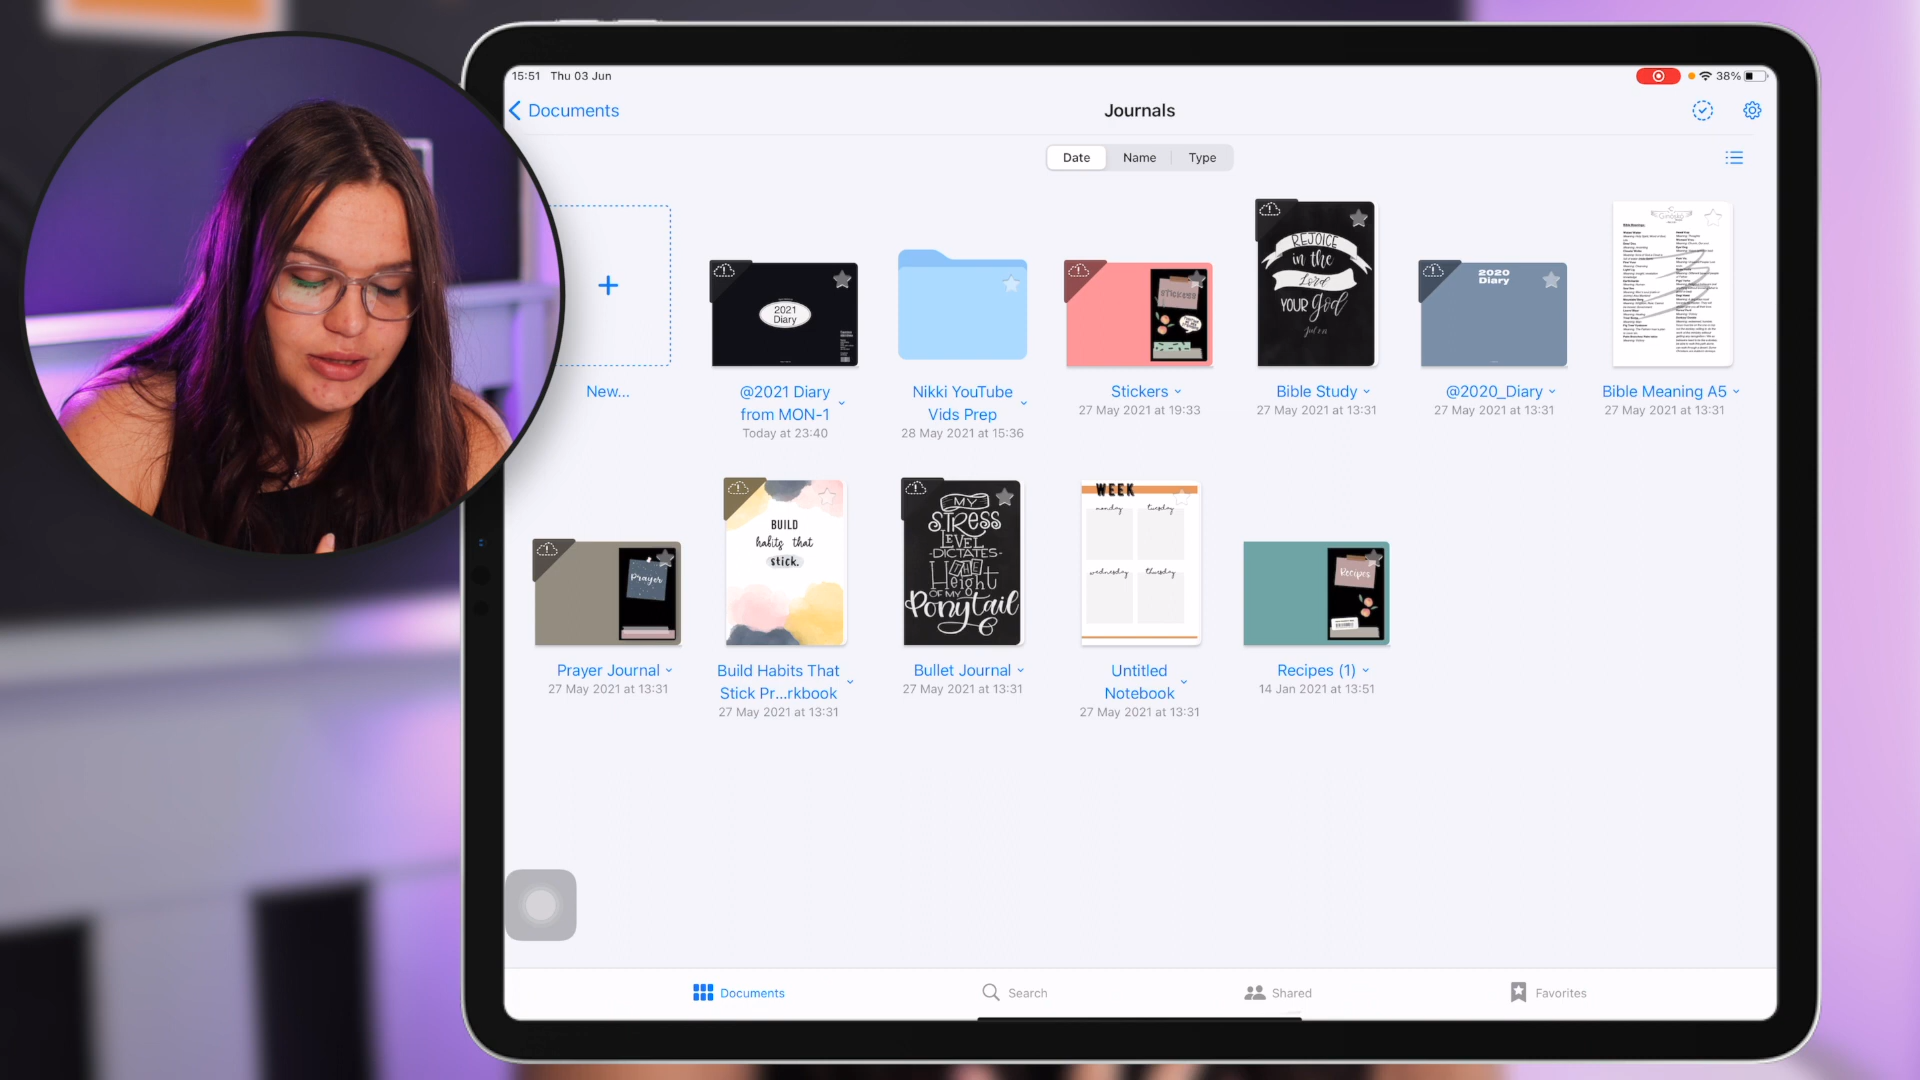 15:51 Thu 03 Jun
38%
Documents
Journals
Date
Name
Type
2021
Diary
STICKERS
REJOICE
in the
Lord
YOUR God
2020
Diary
New...
@2021 Diary
from MON-1
Today at 23:40
Nikki YouTube
Vids Prep
28 May 2021 at 15:36
Stickers
27 May 2021 at 19:33
Bible Study
27 May 2021 at 13:31
@2020_Diary
27 May 2021 at 13:31
Bible Meaning A5
27 May 2021 at 13:31
Prayer
BUILD
habits that
stick.
MY
STRESS
LEVEL
-DICTATES-
THE
Height
OF MY
Ponytail
WEEK
monday tuesday
wednesday thursday
Recipes
Prayer Journal
27 May 2021 at 13:31
Build Habits That
Stick Pr...rkbook
27 May 2021 at 13:31
Bullet Journal
27 May 2021 at 13:31
Untitled
Notebook
27 May 2021 at 13:31
Recipes (1)
14 Jan 2021 at 13:51
Documents
Search
Shared
Favorites